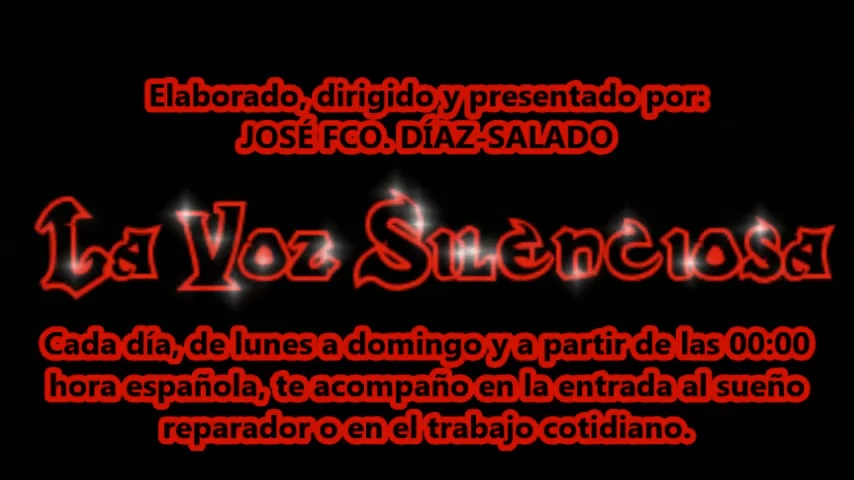 Elaborado, dirigido y presentado por:
JOSÉ FCO. DÍAZ-SALADO
La Voz Silenciosa
Cada día, de lunes a domingo y a partir de las 00:00
hora española, te acompaño en la entrada al sueño
reparador o en el trabajo cotidiano.